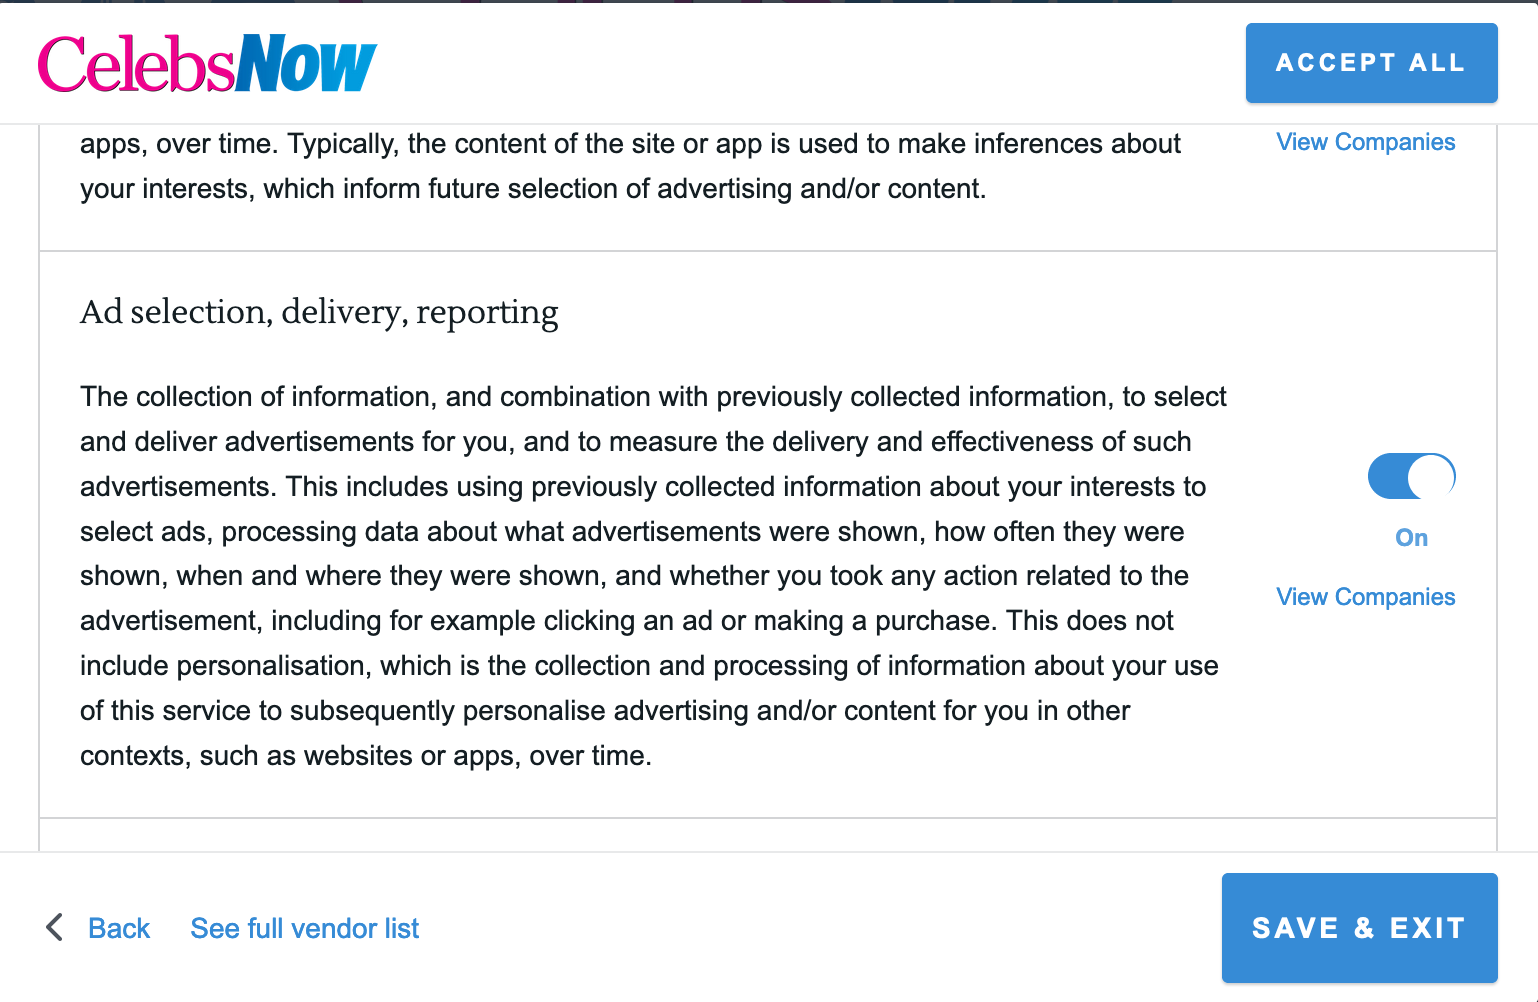 CelebsNow
ACCEPT ALL
apps, over time. Typically, the content of the site or app is used to make inferences about
your interests, which inform future selection of advertising and/or content.
View Companies
Ad selection, delivery, reporting
The collection of information, and combination with previously collected information, to select
and deliver advertisements for you, and to measure the delivery and effectiveness of such
advertisements. This includes using previously collected information about your interests to
select ads, processing data about what advertisements were shown, how often they were
shown, when and where they were shown, and whether you took any action related to the
advertisement, including for example clicking an ad or making a purchase. This does not
include personalisation, which is the collection and processing of information about your use
of this service to subsequently personalise advertising and/or content for you in other
contexts, such as websites or apps, over time.
On
View Companies
Back
See full vendor list
SAVE & EXIT